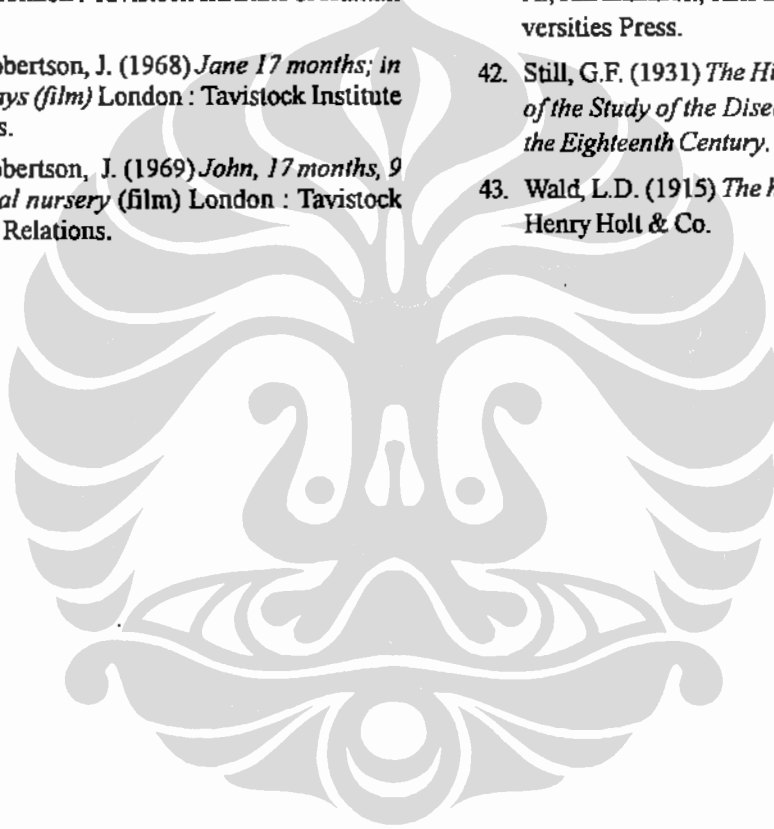 obertson, J. (1968) Jane 17 months; in
ys (film) London : Tavistock Institute
s.
obertson, J. (1969) John, 17 months, 9
al nursery (film) London : Tavistock
Relations.
versities Press.
42. Still, G.F. (1931) The Hi
of the Study of the Dise
the Eighteenth Century.
43. Wald, L.D. (1915) The
Henry Holt & Co.